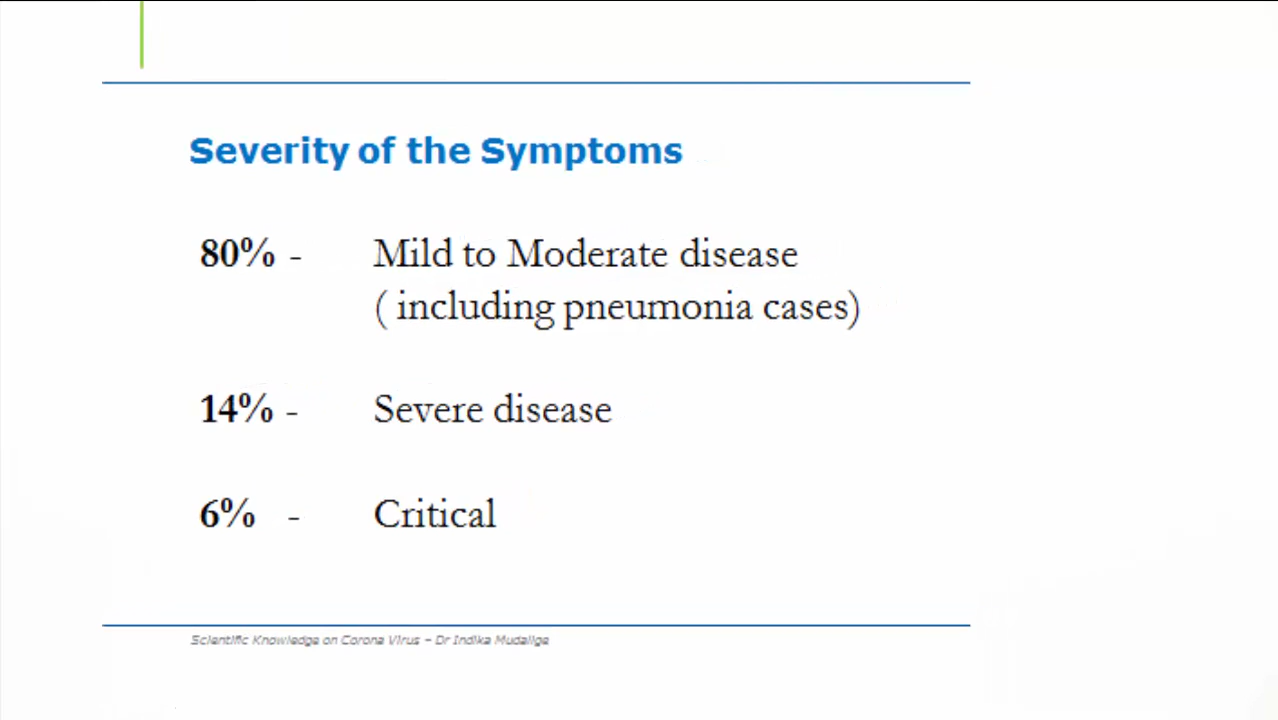 Severity of the Symptoms
80% - Mild to Moderate disease
( including pneumonia cases)
14% - Severe disease
6% - Critical
Scientific Knowledge on Corona Virus – Dr Indika Mudalige